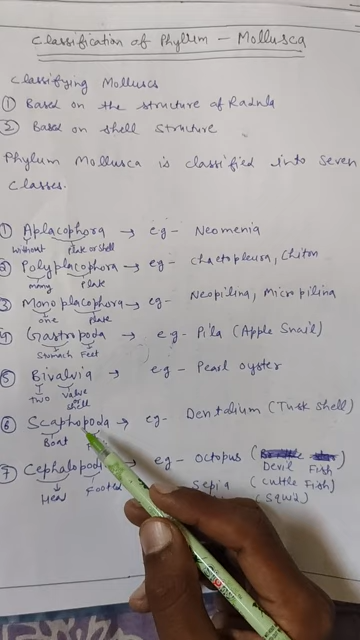 Classification of Phyllum - Mollusca
Classifying Molluscs
① Based on the structure of Radula
② Based on shell structure
Phyllum Mollusca is classified into seven
classes.
① Aplacophora → eg - Neomenia
without Plate or shell
② Polyplacophora → eg - Chaetopleura, Chiton
many Plate
③ Monoplacophora → eg - Neopilina, Micropilina
one Plate
④ Gastropoda → eg - Pila (Apple Snail)
Stomach Feet
⑤ Bivalvia → eg - Pearl oyster
Two valve or shell
⑥ Scaphopoda → eg - Dentalium (Tusk Shell)
Boat
⑦ Cephalopod → eg - Octopus (Devil Fish)
Head Footed Sepia (Cuttle Fish)
(Squid)